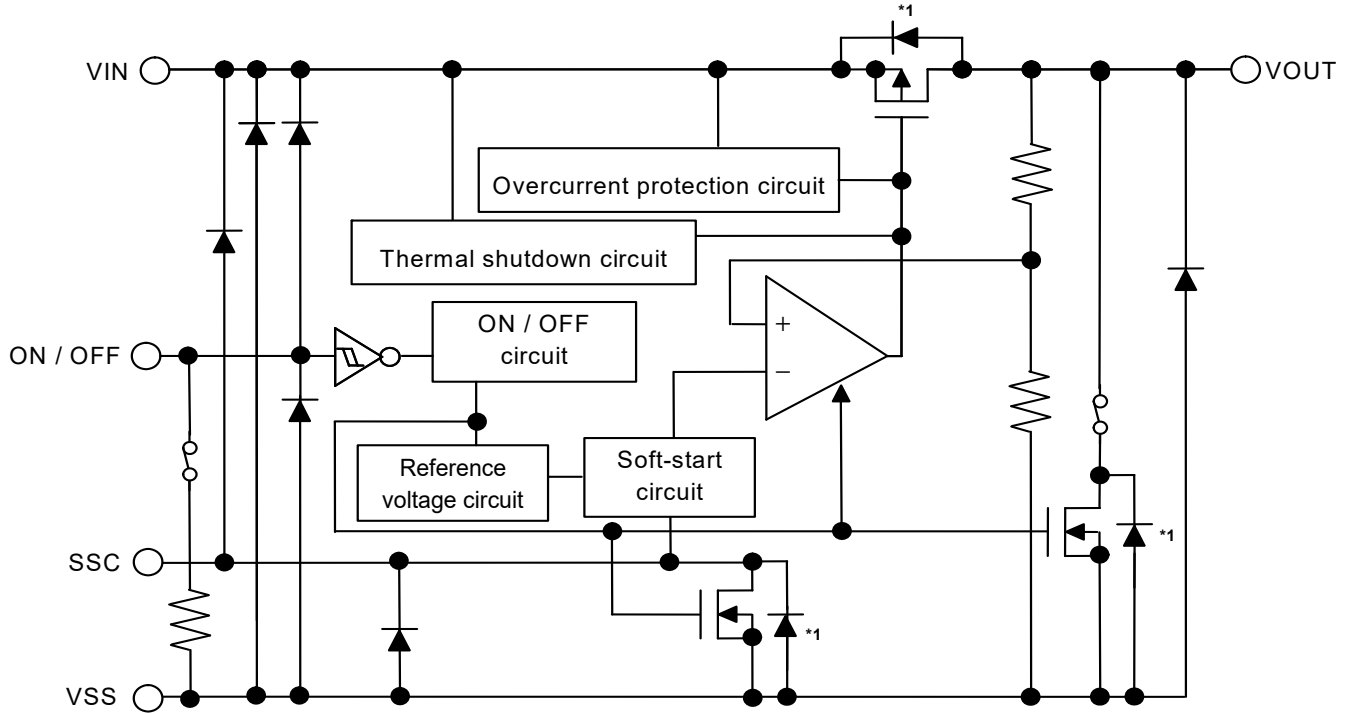 *1
VIN
VOUT
Overcurrent protection circuit
Thermal shutdown circuit
ON / OFF
circuit
+
ON / OFF
−
Soft-start
circuit
Reference
voltage circuit
*1
SSC
*1
VSS